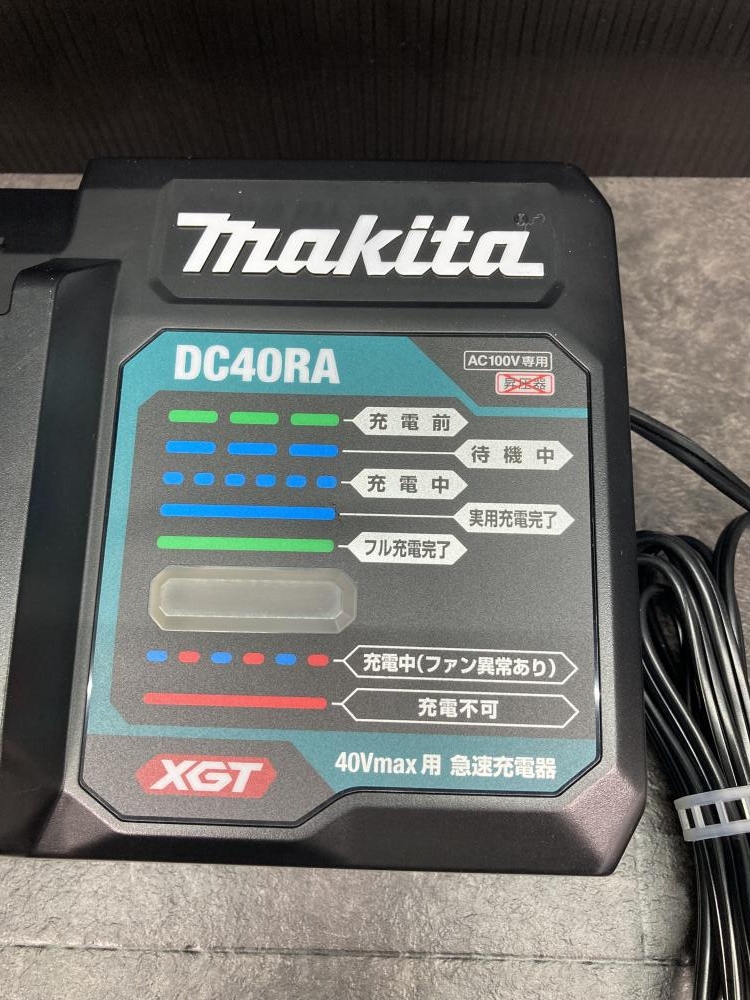 makita
DC40RA
AC100V専用
昇圧器
充電前
待機中
充電中
実用充電完了
フル充電完了
充電中(ファン異常あり)
充電不可
XGT
40Vmax用 急速充電器